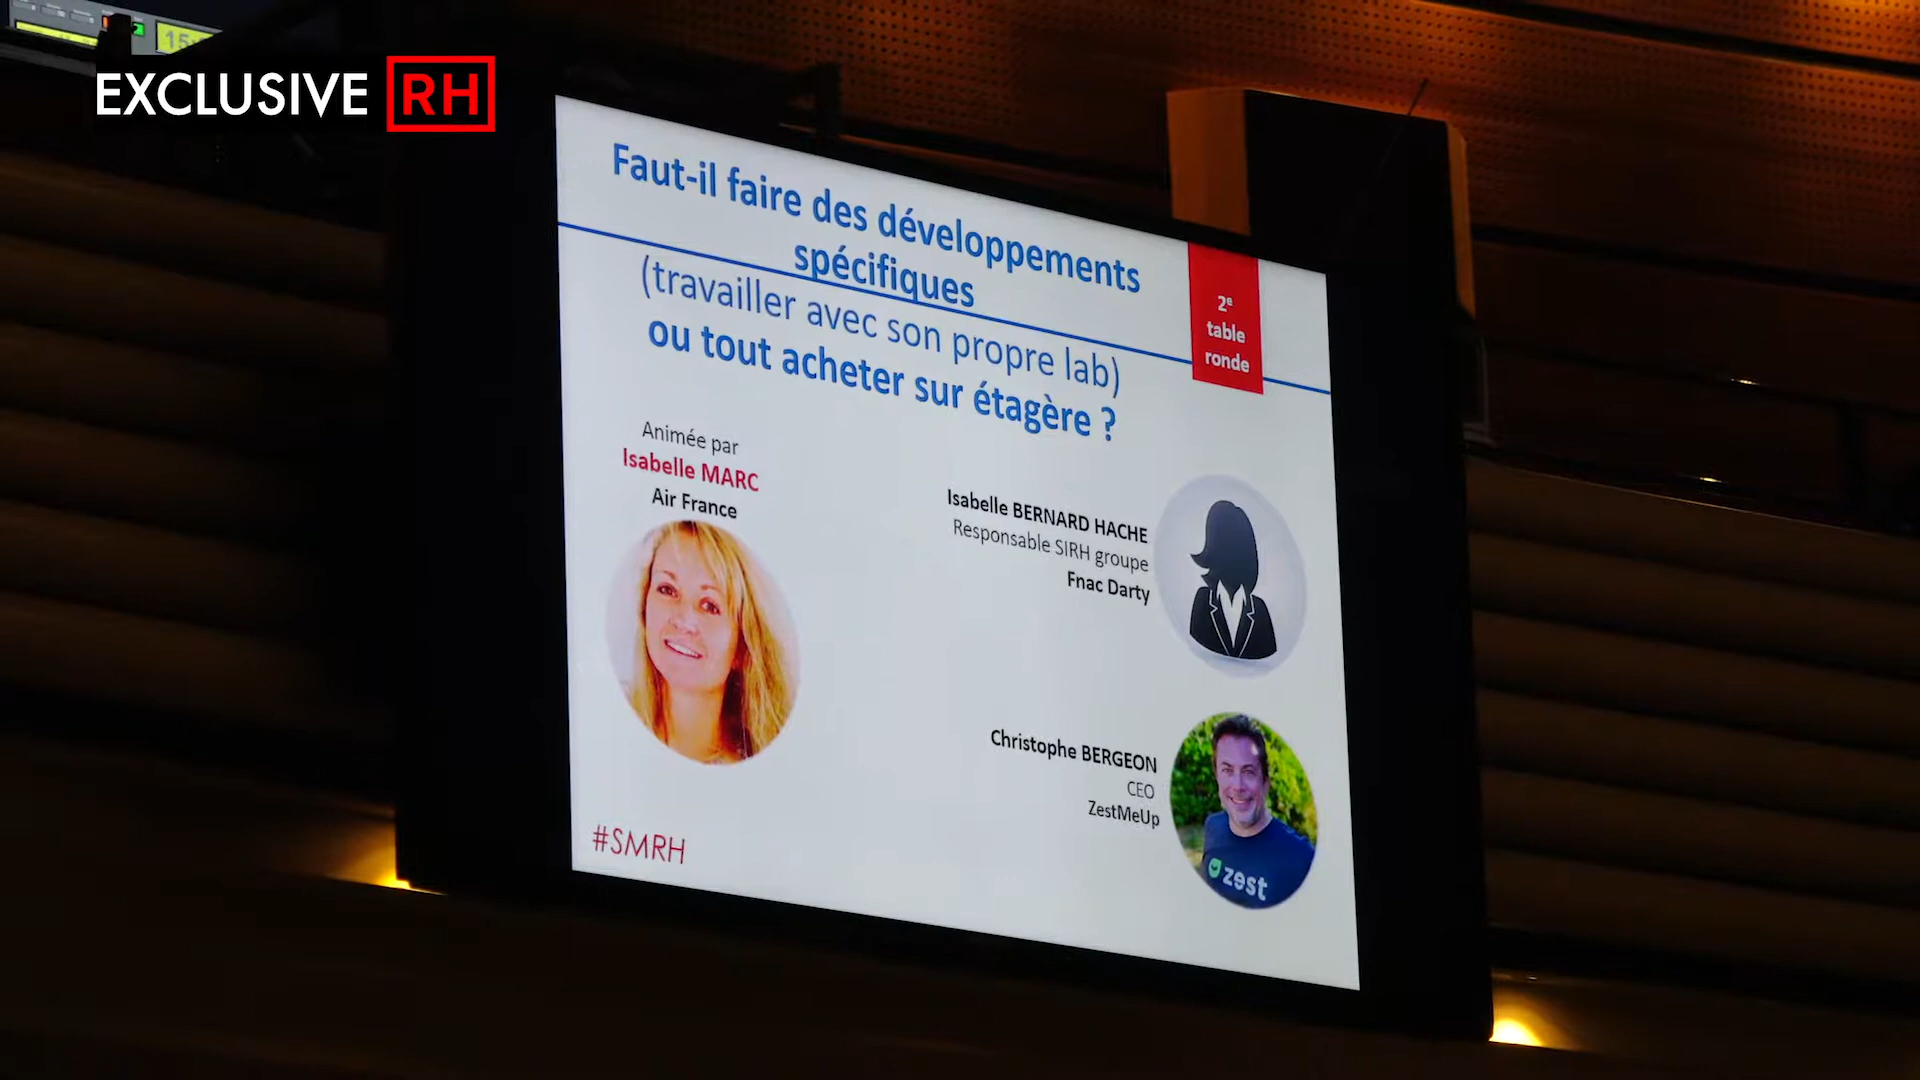 15
EXCLUSIVE RH
Faut-il faire des développements
spécifiques
(travailler avec son propre lab)
ou tout acheter sur étagère ?
2e
table
ronde
Animée par
Isabelle MARC
Air France
Isabelle BERNARD HACHE
Responsable SIRH groupe
Fnac Darty
Christophe BERGEON
CEO
ZestMeUp
zest
#SMRH